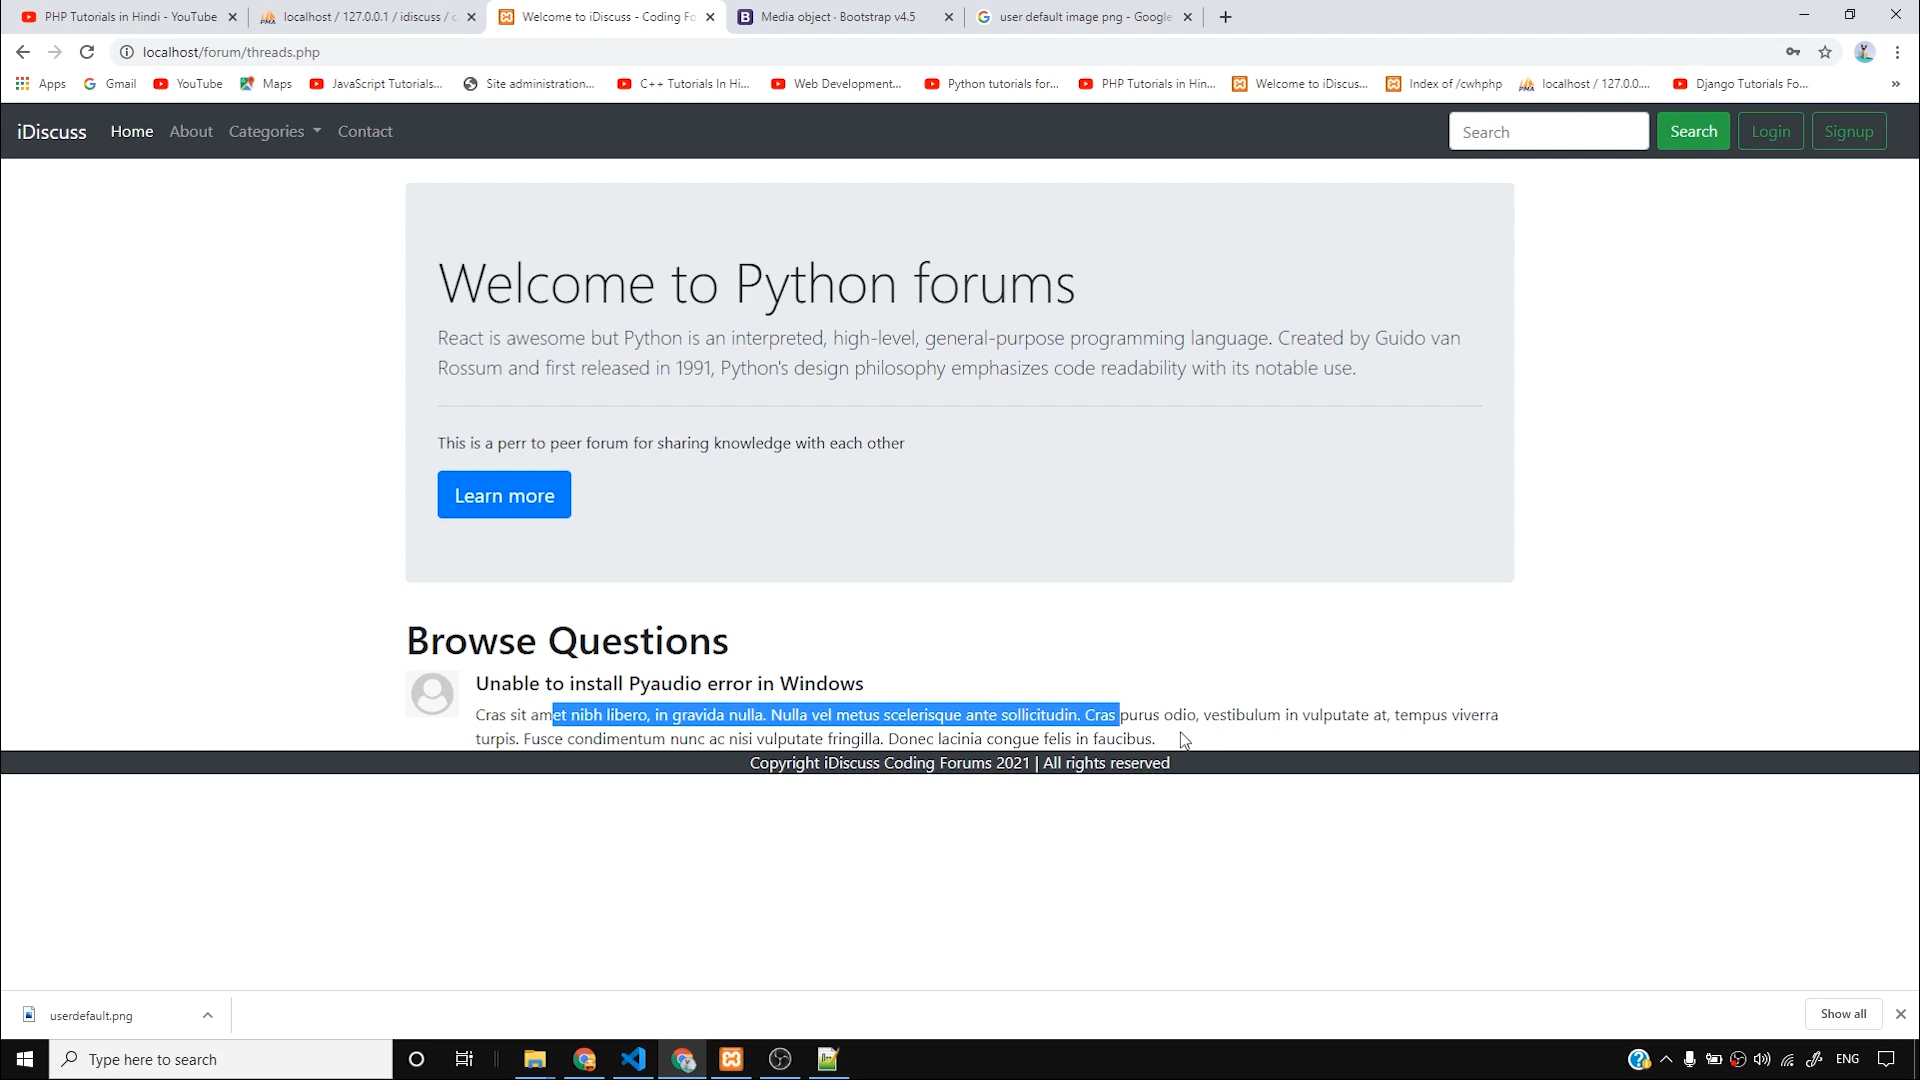 PHP Tutorials in Hindi - YouTube
localhost / 127.0.0.1 / idiscuss / c
Welcome to iDiscuss - Coding Fo
Media object · Bootstrap v4.5
user default image png - Google
localhost/forum/threads.php
Apps
Gmail
YouTube
Maps
JavaScript Tutorials...
Site administration...
C++ Tutorials In Hi...
Web Development...
Python tutorials for...
PHP Tutorials in Hin...
Welcome to iDiscus...
Index of /cwhphp
localhost / 127.0.0....
Django Tutorials Fo...
»
iDiscuss
Home
About
Categories
Contact
Search
Search
Login
Signup
Welcome to Python forums
React is awesome but Python is an interpreted, high-level, general-purpose programming language. Created by Guido van
Rossum and first released in 1991, Python's design philosophy emphasizes code readability with its notable use.
This is a perr to peer forum for sharing knowledge with each other
Learn more
Browse Questions
Unable to install Pyaudio error in Windows
Cras sit amet nibh libero, in gravida nulla. Nulla vel metus scelerisque ante sollicitudin. Cras purus odio, vestibulum in vulputate at, tempus viverra
turpis. Fusce condimentum nunc ac nisi vulputate fringilla. Donec lacinia congue felis in faucibus.
Copyright iDiscuss Coding Forums 2021 | All rights reserved
userdefault.png
Show all
Type here to search
ENG